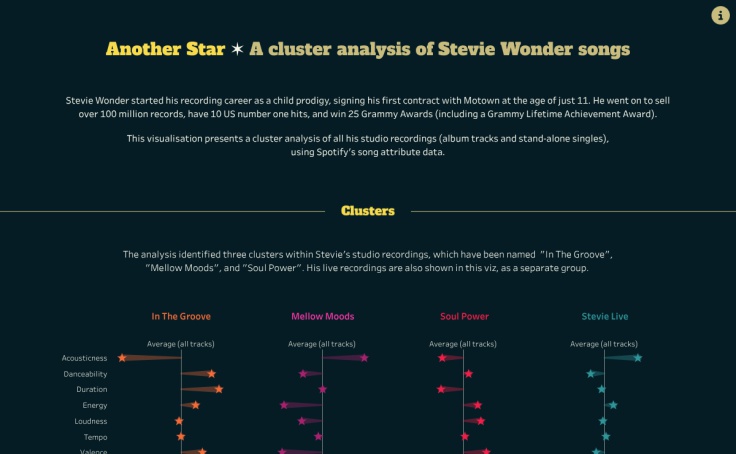 i
Another Star ✶ A cluster analysis of Stevie Wonder songs
Stevie Wonder started his recording career as a child prodigy, signing his first contract with Motown at the age of just 11. He went on to sell
over 100 million records, have 10 US number one hits, and win 25 Grammy Awards (including a Grammy Lifetime Achievement Award).
This visualisation presents a cluster analysis of all his studio recordings (album tracks and stand-alone singles),
using Spotify's song attribute data.
Clusters
The analysis identified three clusters within Stevie's studio recordings, which have been named "In The Groove",
"Mellow Moods", and "Soul Power". His live recordings are also shown in this viz, as a separate group.
In The Groove Mellow Moods Soul Power Stevie Live
Average (all tracks) Average (all tracks) Average (all tracks) Average (all tracks)
Acousticness
Danceability
Duration
Energy
Loudness
Tempo
Valence